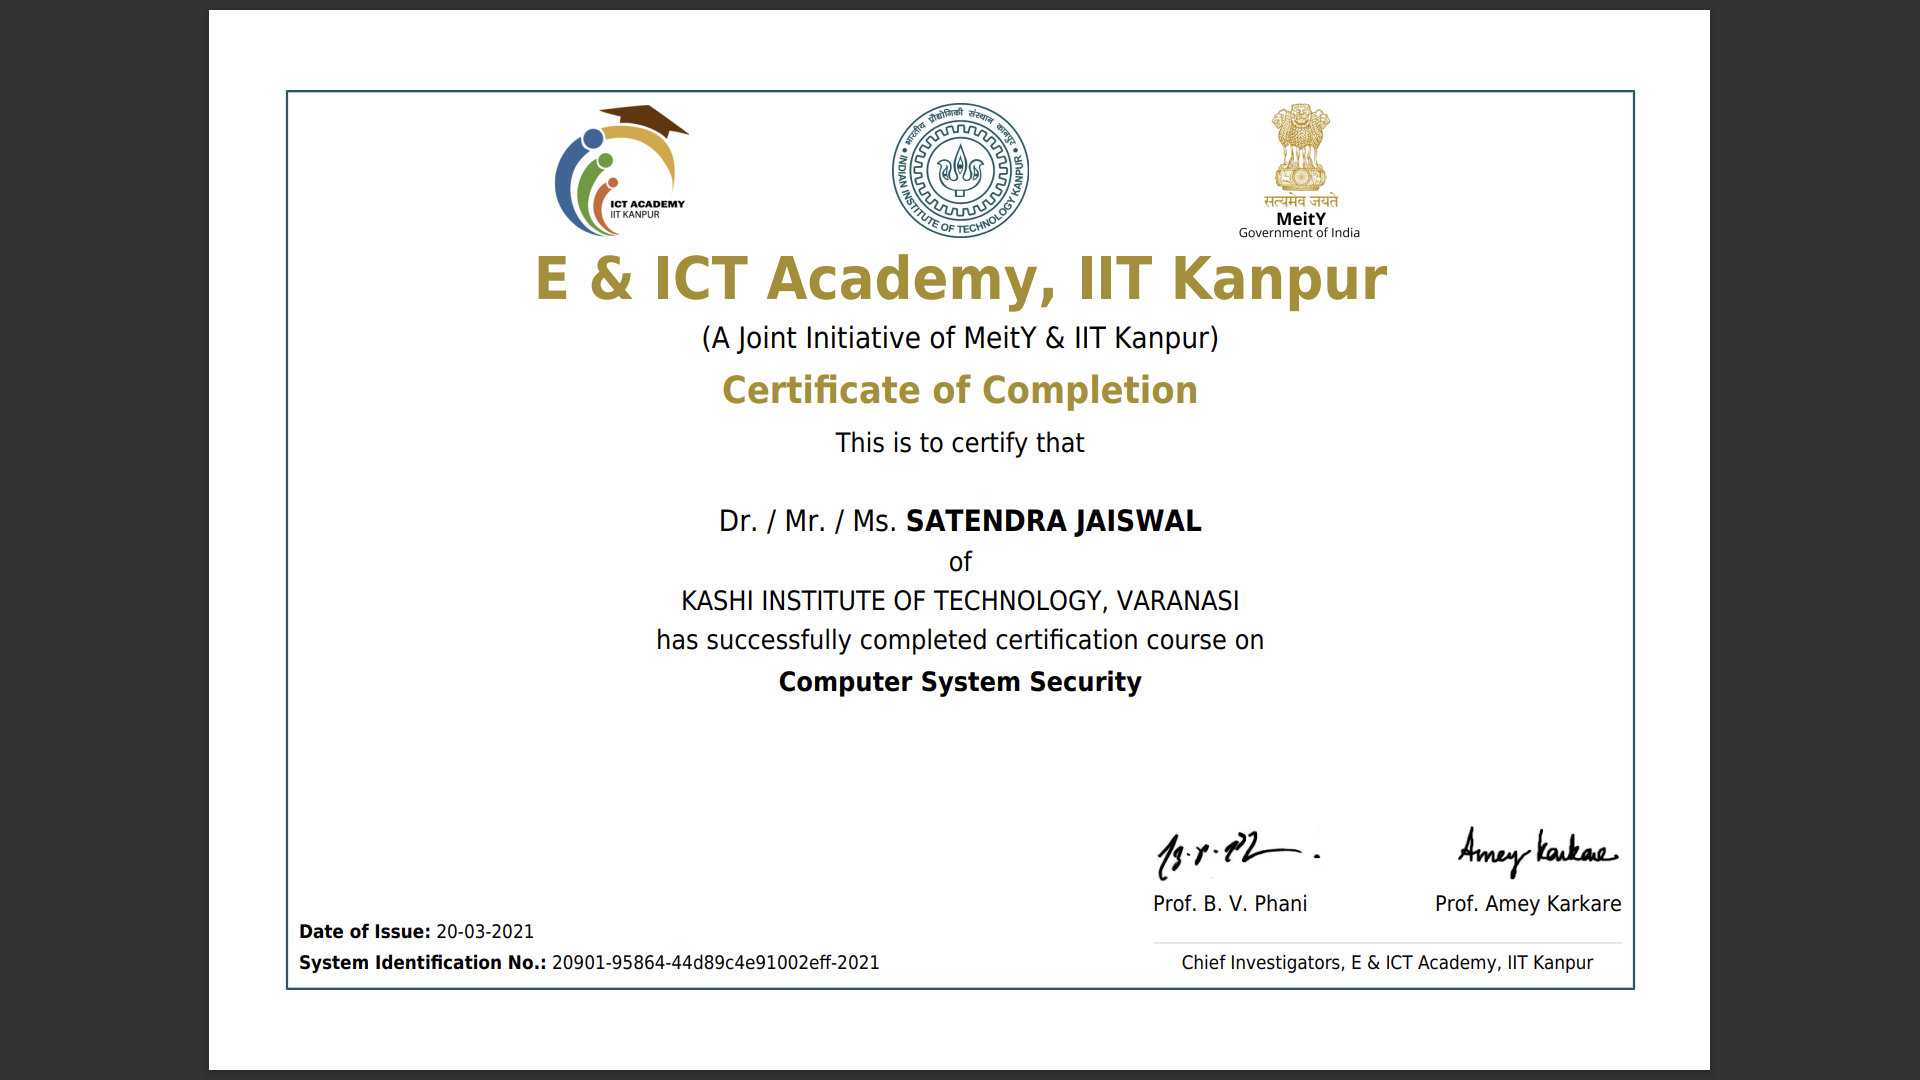 ICT ACADEMY
IIT KANPUR
भारतीय प्रौद्योगिकी संस्थान कानपुर
INDIAN INSTITUTE OF TECHNOLOGY KANPUR
सत्यमेव जयते
MeitY
Government of India
E & ICT Academy, IIT Kanpur
(A Joint Initiative of MeitY & IIT Kanpur)
Certificate of Completion
This is to certify that
Dr. / Mr. / Ms. SATENDRA JAISWAL
of
KASHI INSTITUTE OF TECHNOLOGY, VARANASI
has successfully completed certification course on
Computer System Security
Amey Karkare
Prof. B. V. Phani
Prof. Amey Karkare
Date of Issue: 20-03-2021
System Identification No.: 20901-95864-44d89c4e91002eff-2021
Chief Investigators, E & ICT Academy, IIT Kanpur